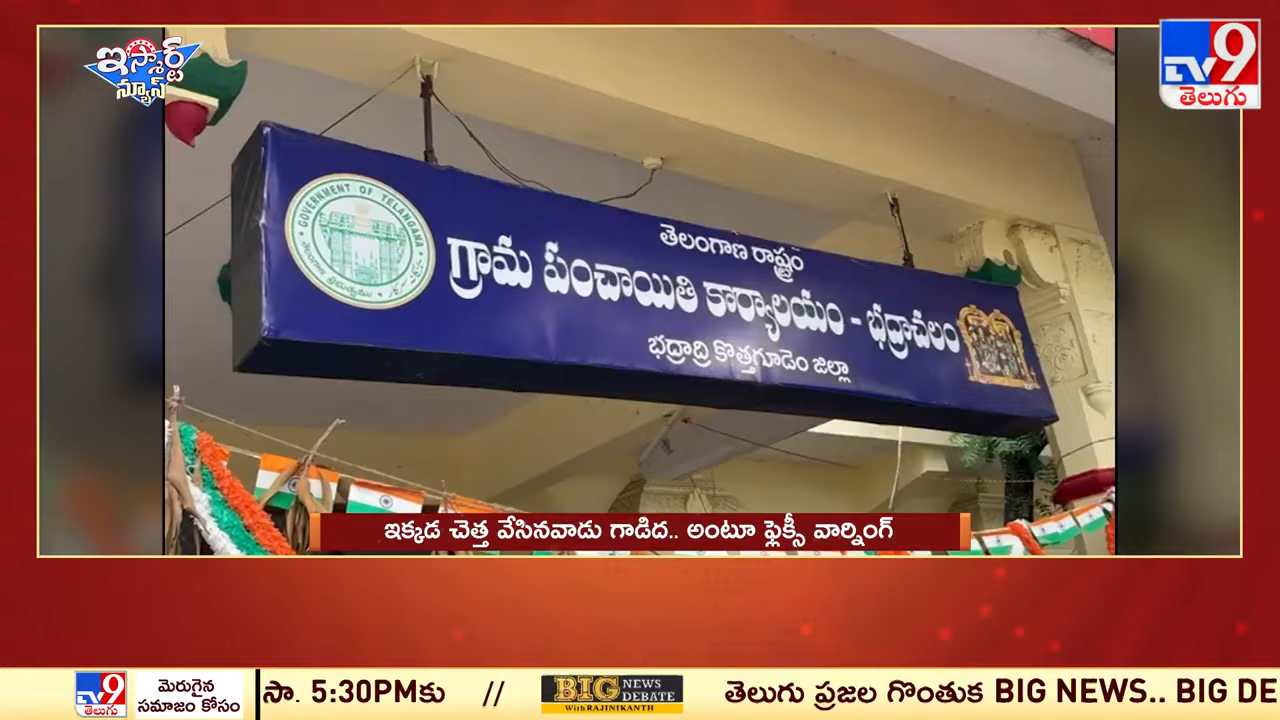 ఇస్మార్ట్
న్యూస్
TV9
తెలుగు
GOVERNMENT OF TELANGANA
తెలంగాణ రాష్ట్రం
గ్రామ పంచాయితి కార్యాలయం - భద్రాచలం
భద్రాద్రి కొత్తగూడెం జిల్లా
ఇక్కడ చెత్త వేసినవాడు గాడిద.. అంటూ ఫ్లెక్సీ వార్నింగ్
TV9
తెలుగు
మెరుగైన
సమాజం కోసం
సా. 5:30PMకు // BIG NEWS DEBATE With RAJINIKANTH తెలుగు ప్రజల గొంతుక BIG NEWS.. BIG DE